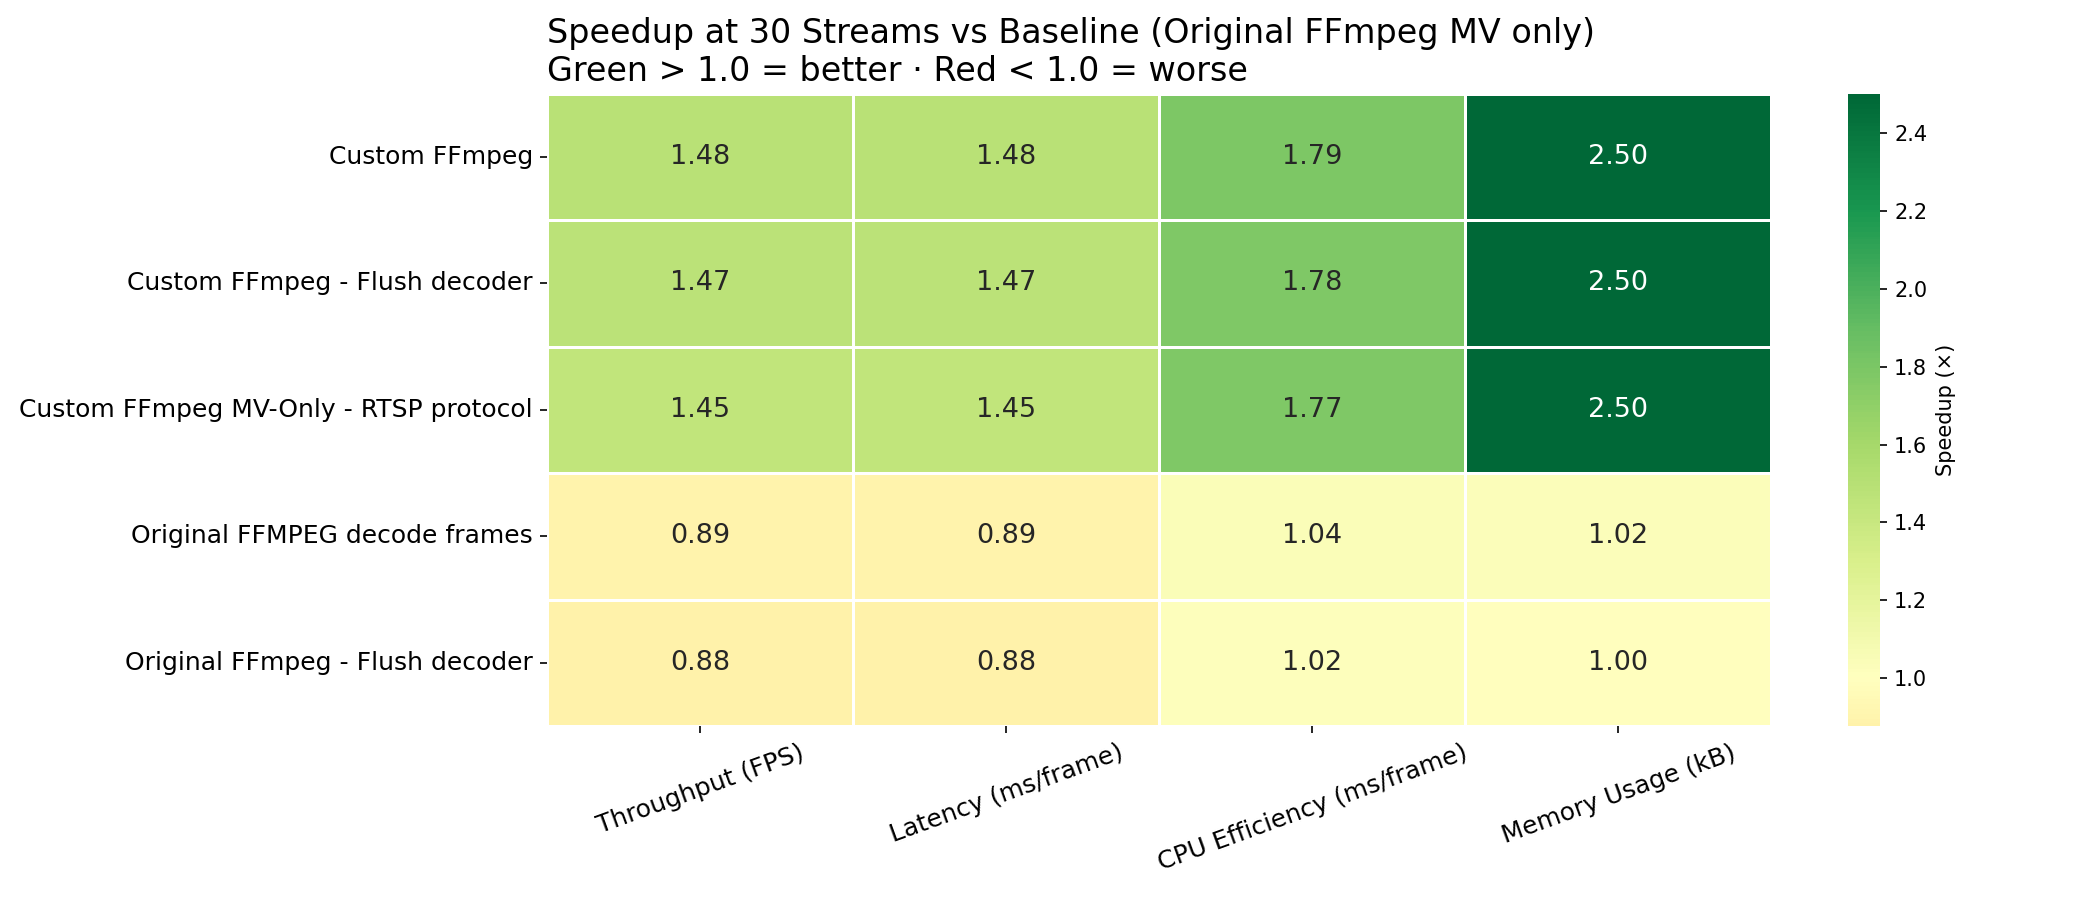 Speedup at 30 Streams vs Baseline (Original FFmpeg MV only)
Green > 1.0 = better · Red < 1.0 = worse
Custom FFmpeg 1.48 1.48 1.79 2.50
Custom FFmpeg - Flush decoder 1.47 1.47 1.78 2.50
Custom FFmpeg MV-Only - RTSP protocol 1.45 1.45 1.77 2.50
Original FFMPEG decode frames 0.89 0.89 1.04 1.02
Original FFmpeg - Flush decoder 0.88 0.88 1.02 1.00
Throughput (FPS) Latency (ms/frame) CPU Efficiency (ms/frame) Memory Usage (kB)
2.4
2.2
2.0
1.8
1.6
1.4
1.2
1.0
Speedup (×)